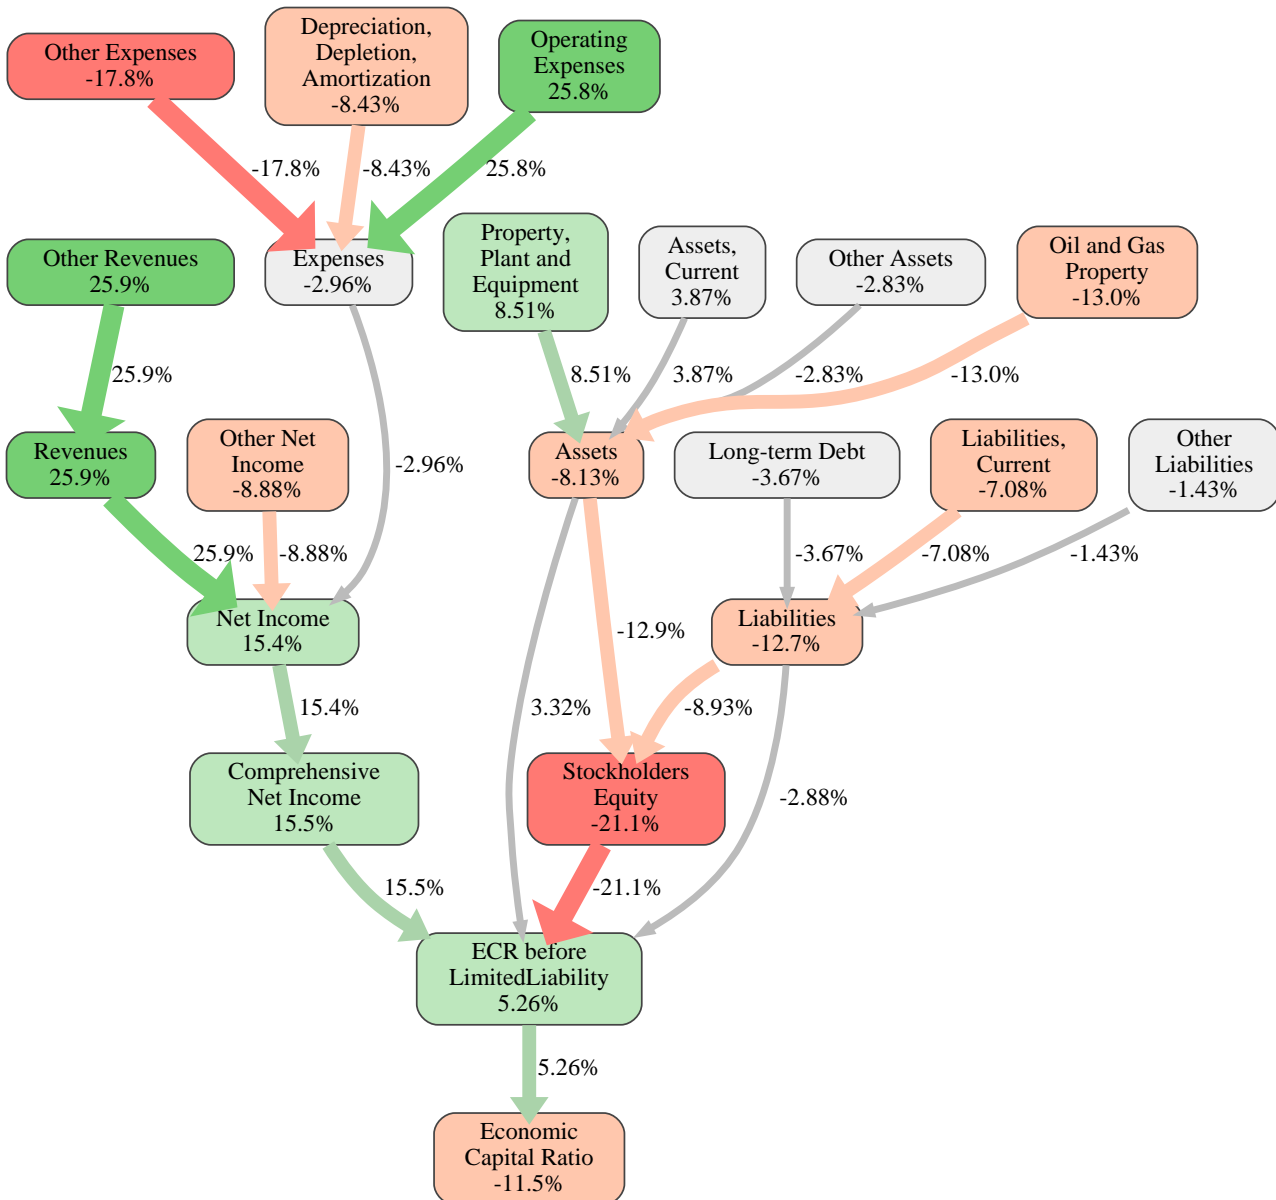 Other Expenses
-17.8%
Depreciation,
Depletion,
Amortization
-8.43%
Operating
Expenses
25.8%
-17.8%
-8.43%
25.8%
Other Revenues
25.9%
Expenses
-2.96%
Property,
Plant and
Equipment
8.51%
Assets,
Current
3.87%
Other Assets
-2.83%
Oil and Gas
Property
-13.0%
25.9%
8.51%
3.87%
-2.83%
-13.0%
Revenues
25.9%
Other Net
Income
-8.88%
-2.96%
Assets
-8.13%
Long-term Debt
-3.67%
Liabilities,
Current
-7.08%
Other
Liabilities
-1.43%
25.9%
-8.88%
-3.67%
-7.08%
-1.43%
Net Income
15.4%
-12.9%
Liabilities
-12.7%
15.4%
3.32%
-8.93%
Comprehensive
Net Income
15.5%
Stockholders
Equity
-21.1%
-2.88%
15.5%
-21.1%
ECR before
LimitedLiability
5.26%
5.26%
Economic
Capital Ratio
-11.5%